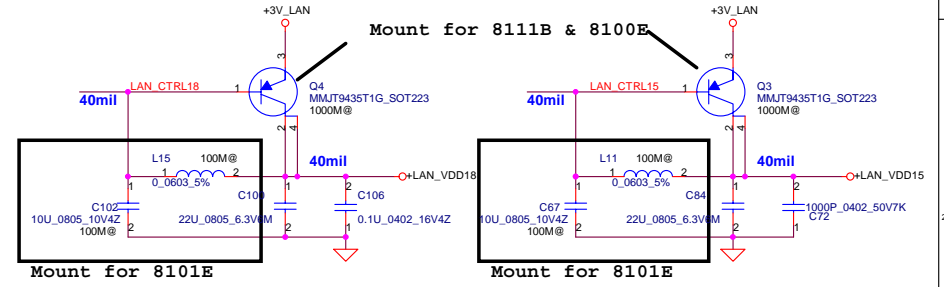 +3V_LAN
+3V_LAN
Mount for 8111B & 8100E
3
3
LAN_CTRL18
1
40mil
Q4
MMJT9435T1G_SOT223
1000M@
2
4
LAN_CTRL15
1
40mil
Q3
MMJT9435T1G_SOT223
1000M@
2
4
L15
100M@
1
2
0_0603_5%
40mil
+LAN_VDD18
1
C102
10U_0805_10V4Z
2
100M@
1
C100
22U_0805_6.3V6M
2
2
C106
0.1U_0402_16V4Z
1
Mount for 8101E
L11
100M@
1
2
0_0603_5%
40mil
+LAN_VDD15
1
C67
10U_0805_10V4Z
2
100M@
1
C84
22U_0805_6.3V6M
2
2
1000P_0402_50V7K
C72
1
Mount for 8101E
2